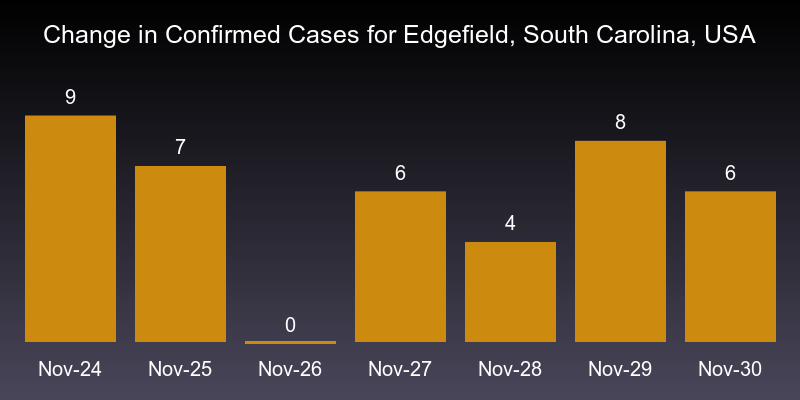 Change in Confirmed Cases for Edgefield, South Carolina, USA
9
7
0
6
4
8
6
Nov-24
Nov-25
Nov-26
Nov-27
Nov-28
Nov-29
Nov-30